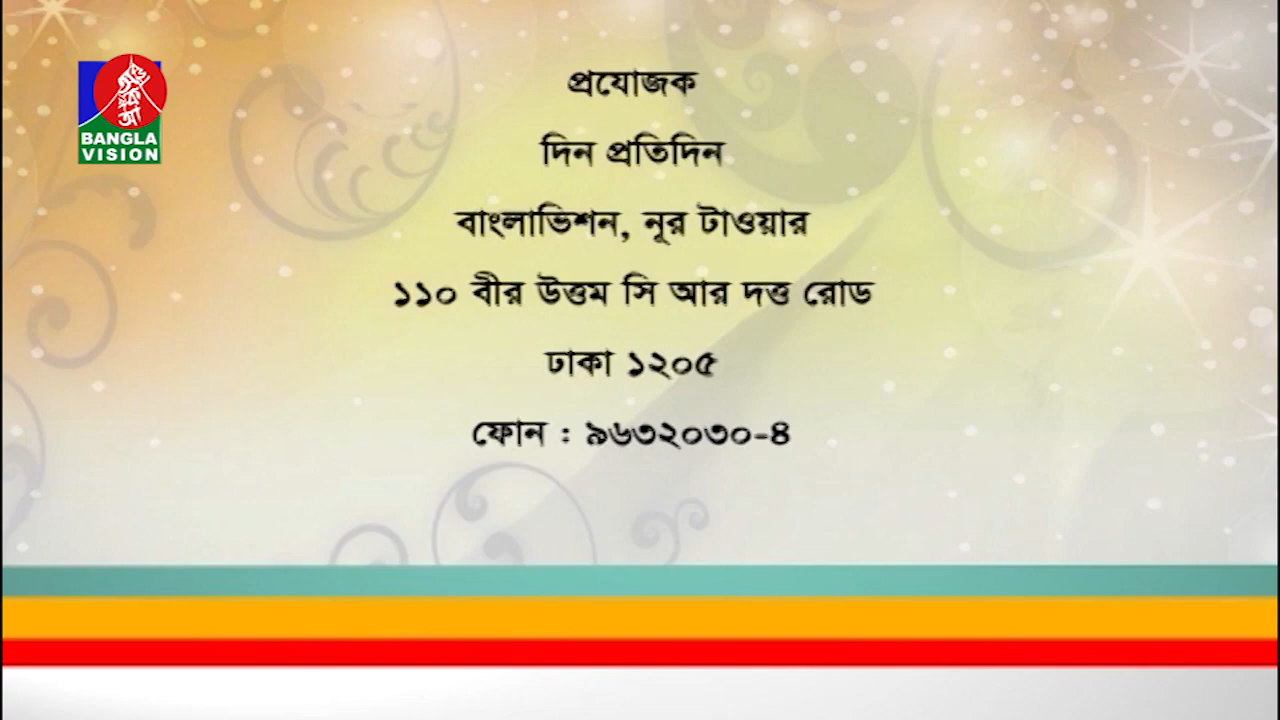 BANGLA
VISION
প্রযোজক
দিন প্রতিদিন
বাংলাভিশন, নূর টাওয়ার
১১০ বীর উত্তম সি আর দত্ত রোড
ঢাকা ১২০৫
ফোন : ৯৬৩২০৩০-৪